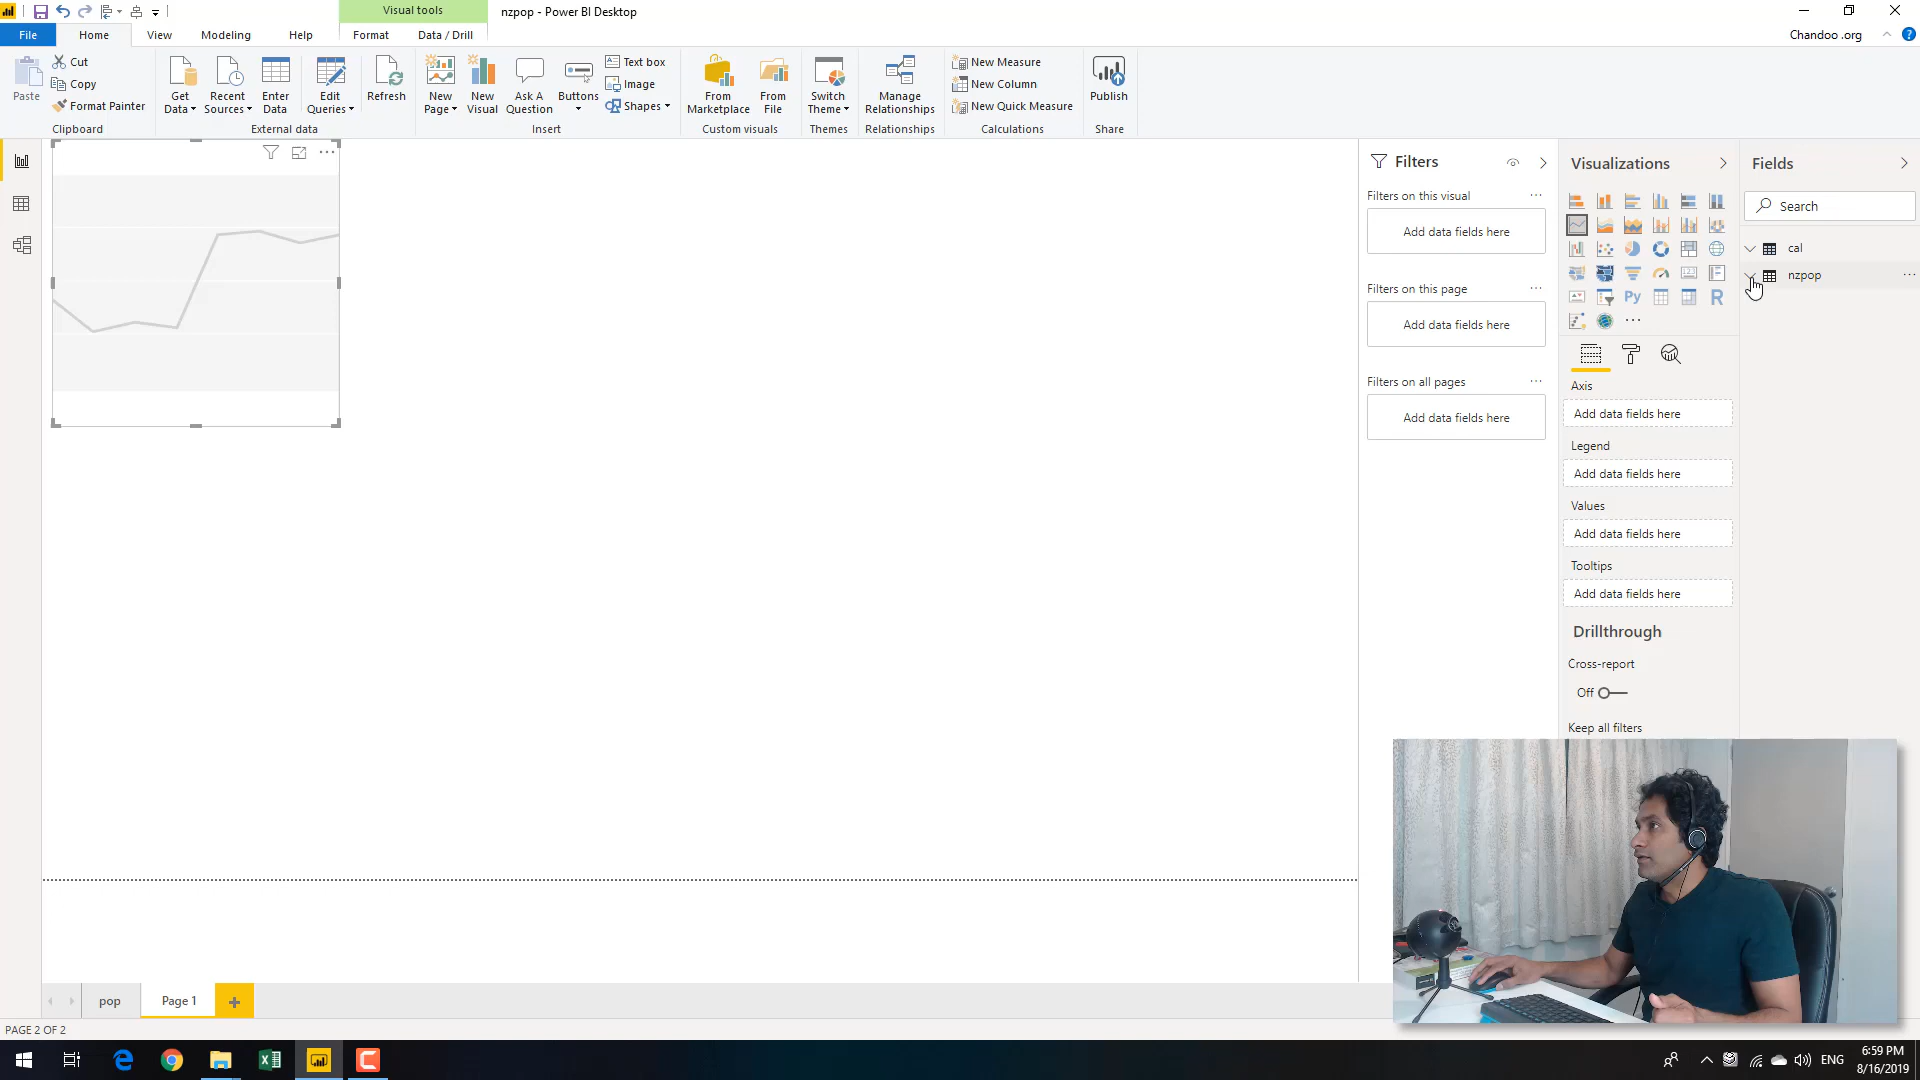 Visual tools
nzpop - Power BI Desktop
File
Home
View
Modeling
Help
Format
Data / Drill
Chandoo .org
Paste
Cut
Copy
Format Painter
Clipboard
Get Data
Recent Sources
Enter Data
Edit Queries
External data
Refresh
New Page
New Visual
Ask A Question
Buttons
Text box
Image
Shapes
Insert
From Marketplace
From File
Custom visuals
Switch Theme
Themes
Manage Relationships
Relationships
New Measure
New Column
New Quick Measure
Calculations
Publish
Share
Filters
Filters on this visual
Add data fields here
Filters on this page
Add data fields here
Filters on all pages
Add data fields here
Visualizations
Py
R
Axis
Add data fields here
Legend
Add data fields here
Values
Add data fields here
Tooltips
Add data fields here
Drillthrough
Cross-report
Off
Keep all filters
Fields
Search
cal
nzpop
pop
Page 1
PAGE 2 OF 2
ENG
6:59 PM
8/16/2019